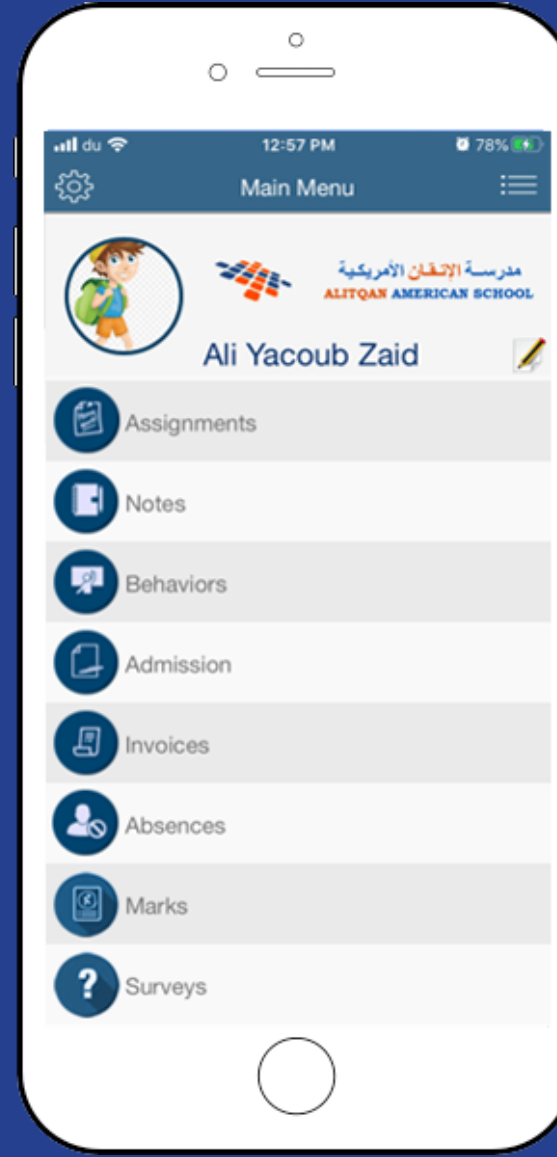 du 12:57 PM 78%
Main Menu
مدرسة الإتقان الأمريكية
ALITQAN AMERICAN SCHOOL
Ali Yacoub Zaid
Assignments
Notes
Behaviors
Admission
Invoices
Absences
Marks
Surveys